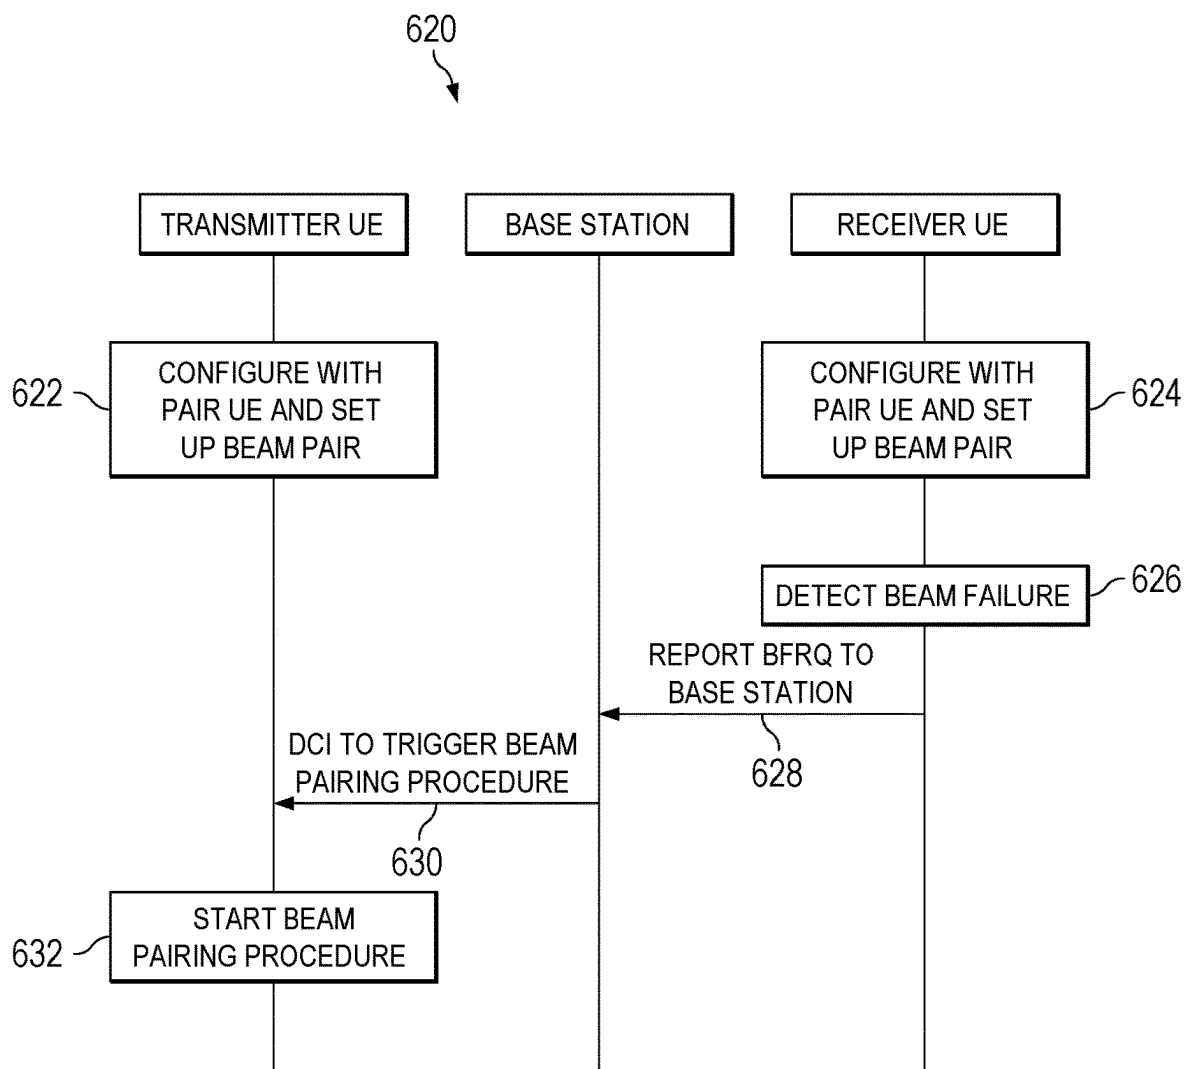 620
TRANSMITTER UE
BASE STATION
RECEIVER UE
622
CONFIGURE WITH
PAIR UE AND SET
UP BEAM PAIR
CONFIGURE WITH
PAIR UE AND SET
UP BEAM PAIR
624
DETECT BEAM FAILURE
626
REPORT BFRQ TO
BASE STATION
628
DCI TO TRIGGER BEAM
PAIRING PROCEDURE
630
632
START BEAM
PAIRING PROCEDURE